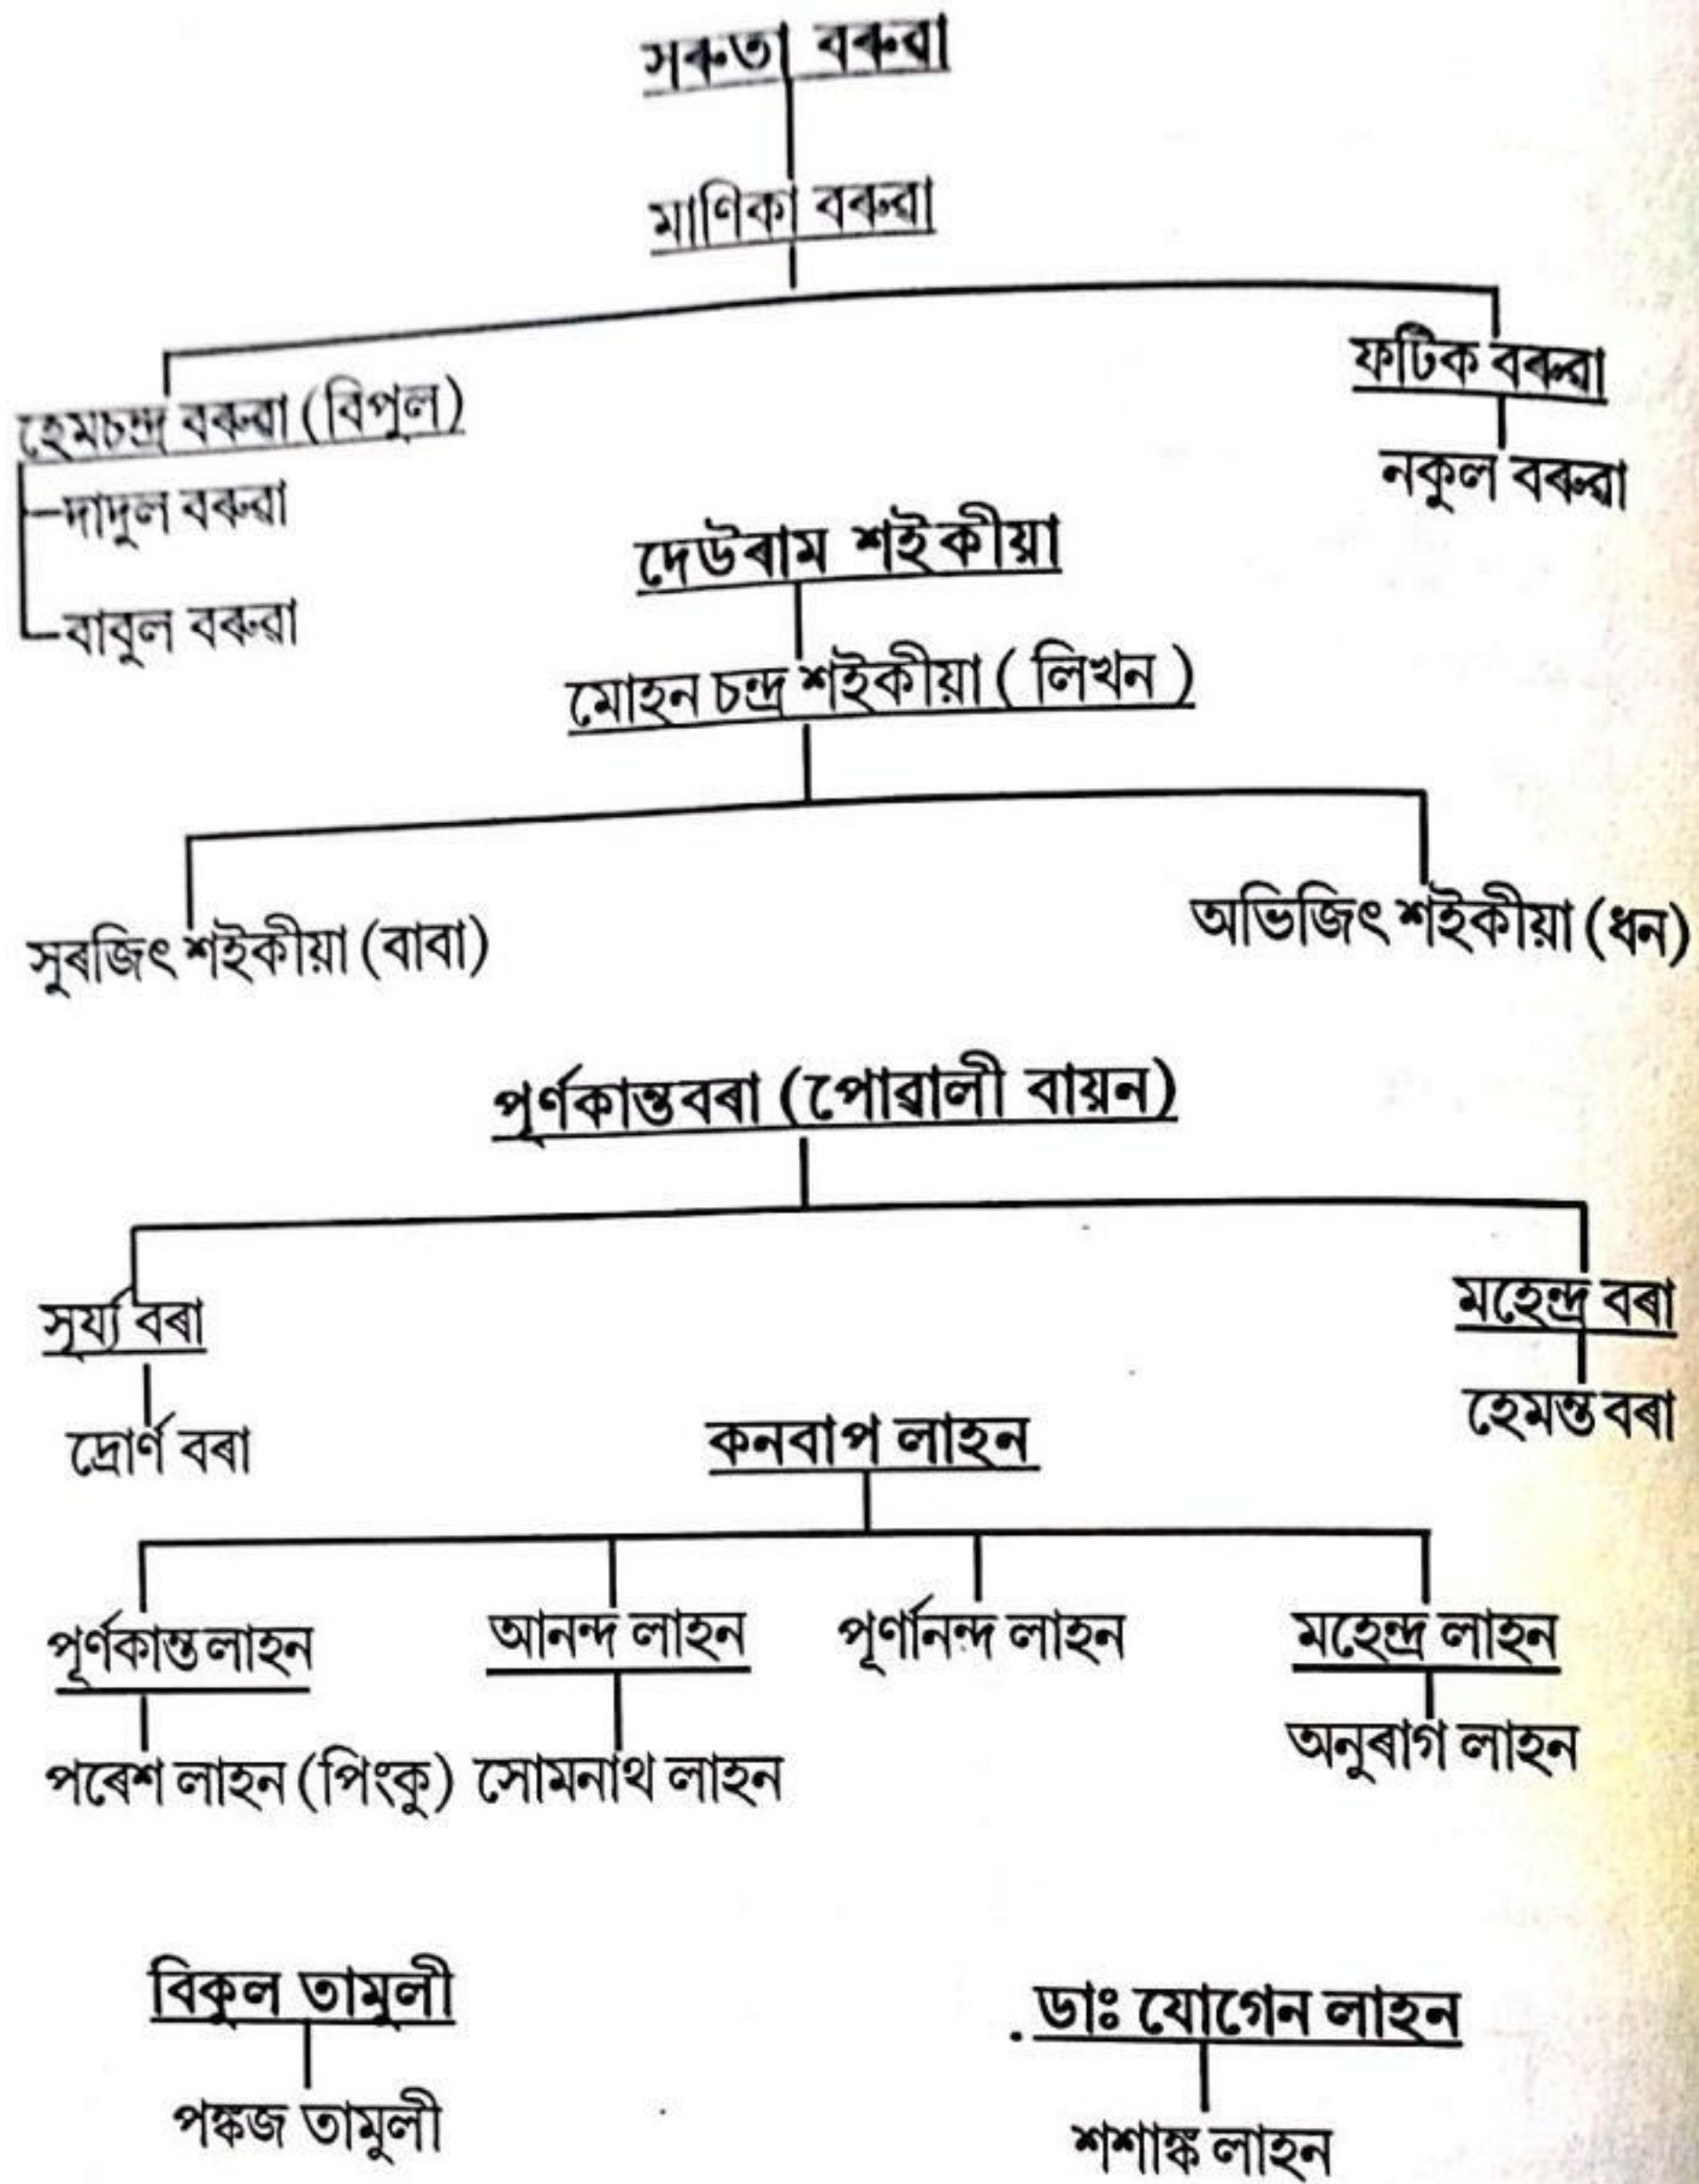 সৰুতা বৰুৱা
মাণিকা বৰুৱা
হেমচন্দ্ৰ বৰুৱা (বিপুল)
ফটিক বৰুৱা
দাদুল বৰুৱা
নকুল বৰুৱা
বাবুল বৰুৱা
দেউৰাম শইকীয়া
মোহন চন্দ্ৰ শইকীয়া ( লিখন )
সুৰজিৎ শইকীয়া (বাবা)
অভিজিৎ শইকীয়া (ধন)
পূৰ্ণকান্তবৰা (পোৱালী বায়ন)
সূৰ্য্য বৰা
মহেন্দ্ৰ বৰা
দ্ৰোৰ্ণ বৰা
হেমন্ত বৰা
কনবাপ লাহন
পূৰ্ণকান্ত লাহন
আনন্দ লাহন
পূৰ্ণানন্দ লাহন
মহেন্দ্ৰ লাহন
পৰেশ লাহন (পিংকু)
সোমনাথ লাহন
অনুৰাগ লাহন
বিকুল তামুলী
ডাঃ যোগেন লাহন
পঙ্কজ তামুলী
শশাঙ্ক লাহন